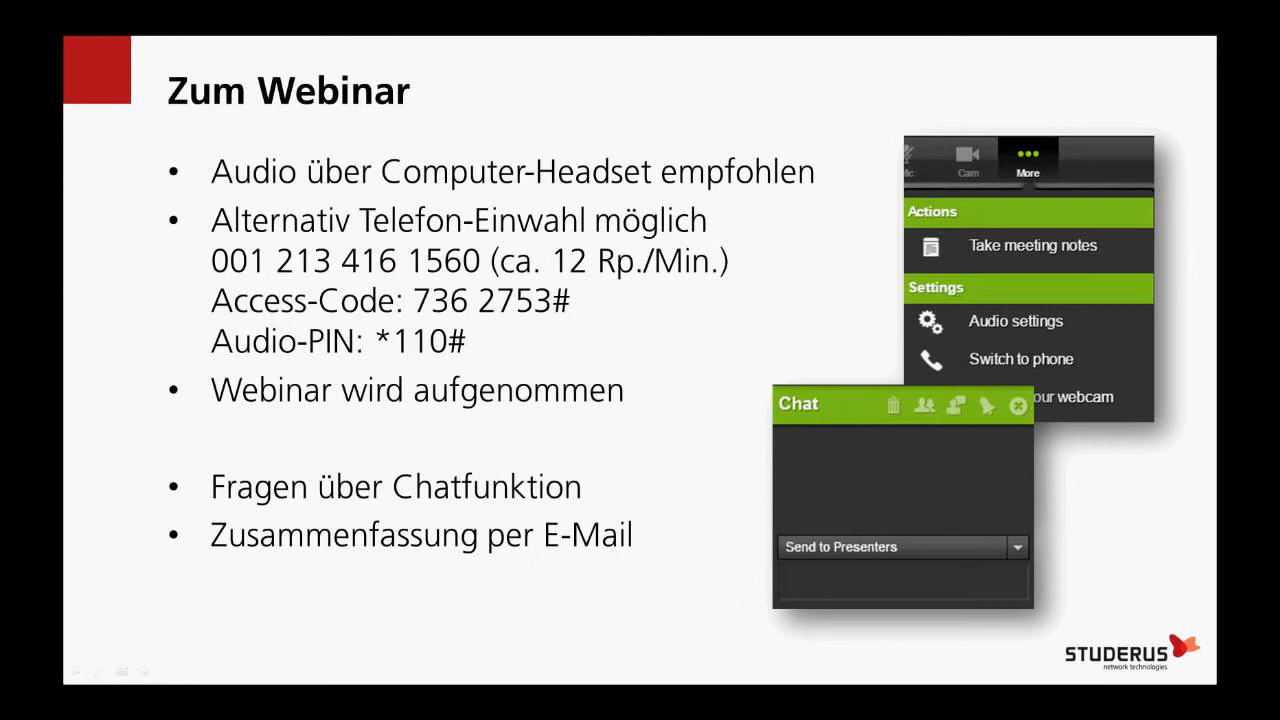 Zum Webinar
• Audio über Computer-Headset empfohlen
• Alternativ Telefon-Einwahl möglich
001 213 416 1560 (ca. 12 Rp./Min.)
Access-Code: 736 2753#
Audio-PIN: *110#
• Webinar wird aufgenommen
• Fragen über Chatfunktion
• Zusammenfassung per E-Mail
Cam
More
Actions
Take meeting notes
Settings
Audio settings
Switch to phone
webcam
Chat
Send to Presenters
STUDERUS
network technologies